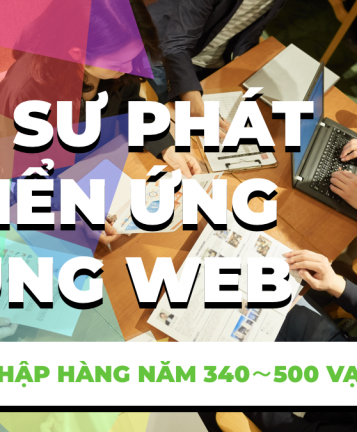 SƯ PHÁT
IỂN ỨNG
ỤNG WEB
HẬP HÀNG NĂM 340～500 VẠ